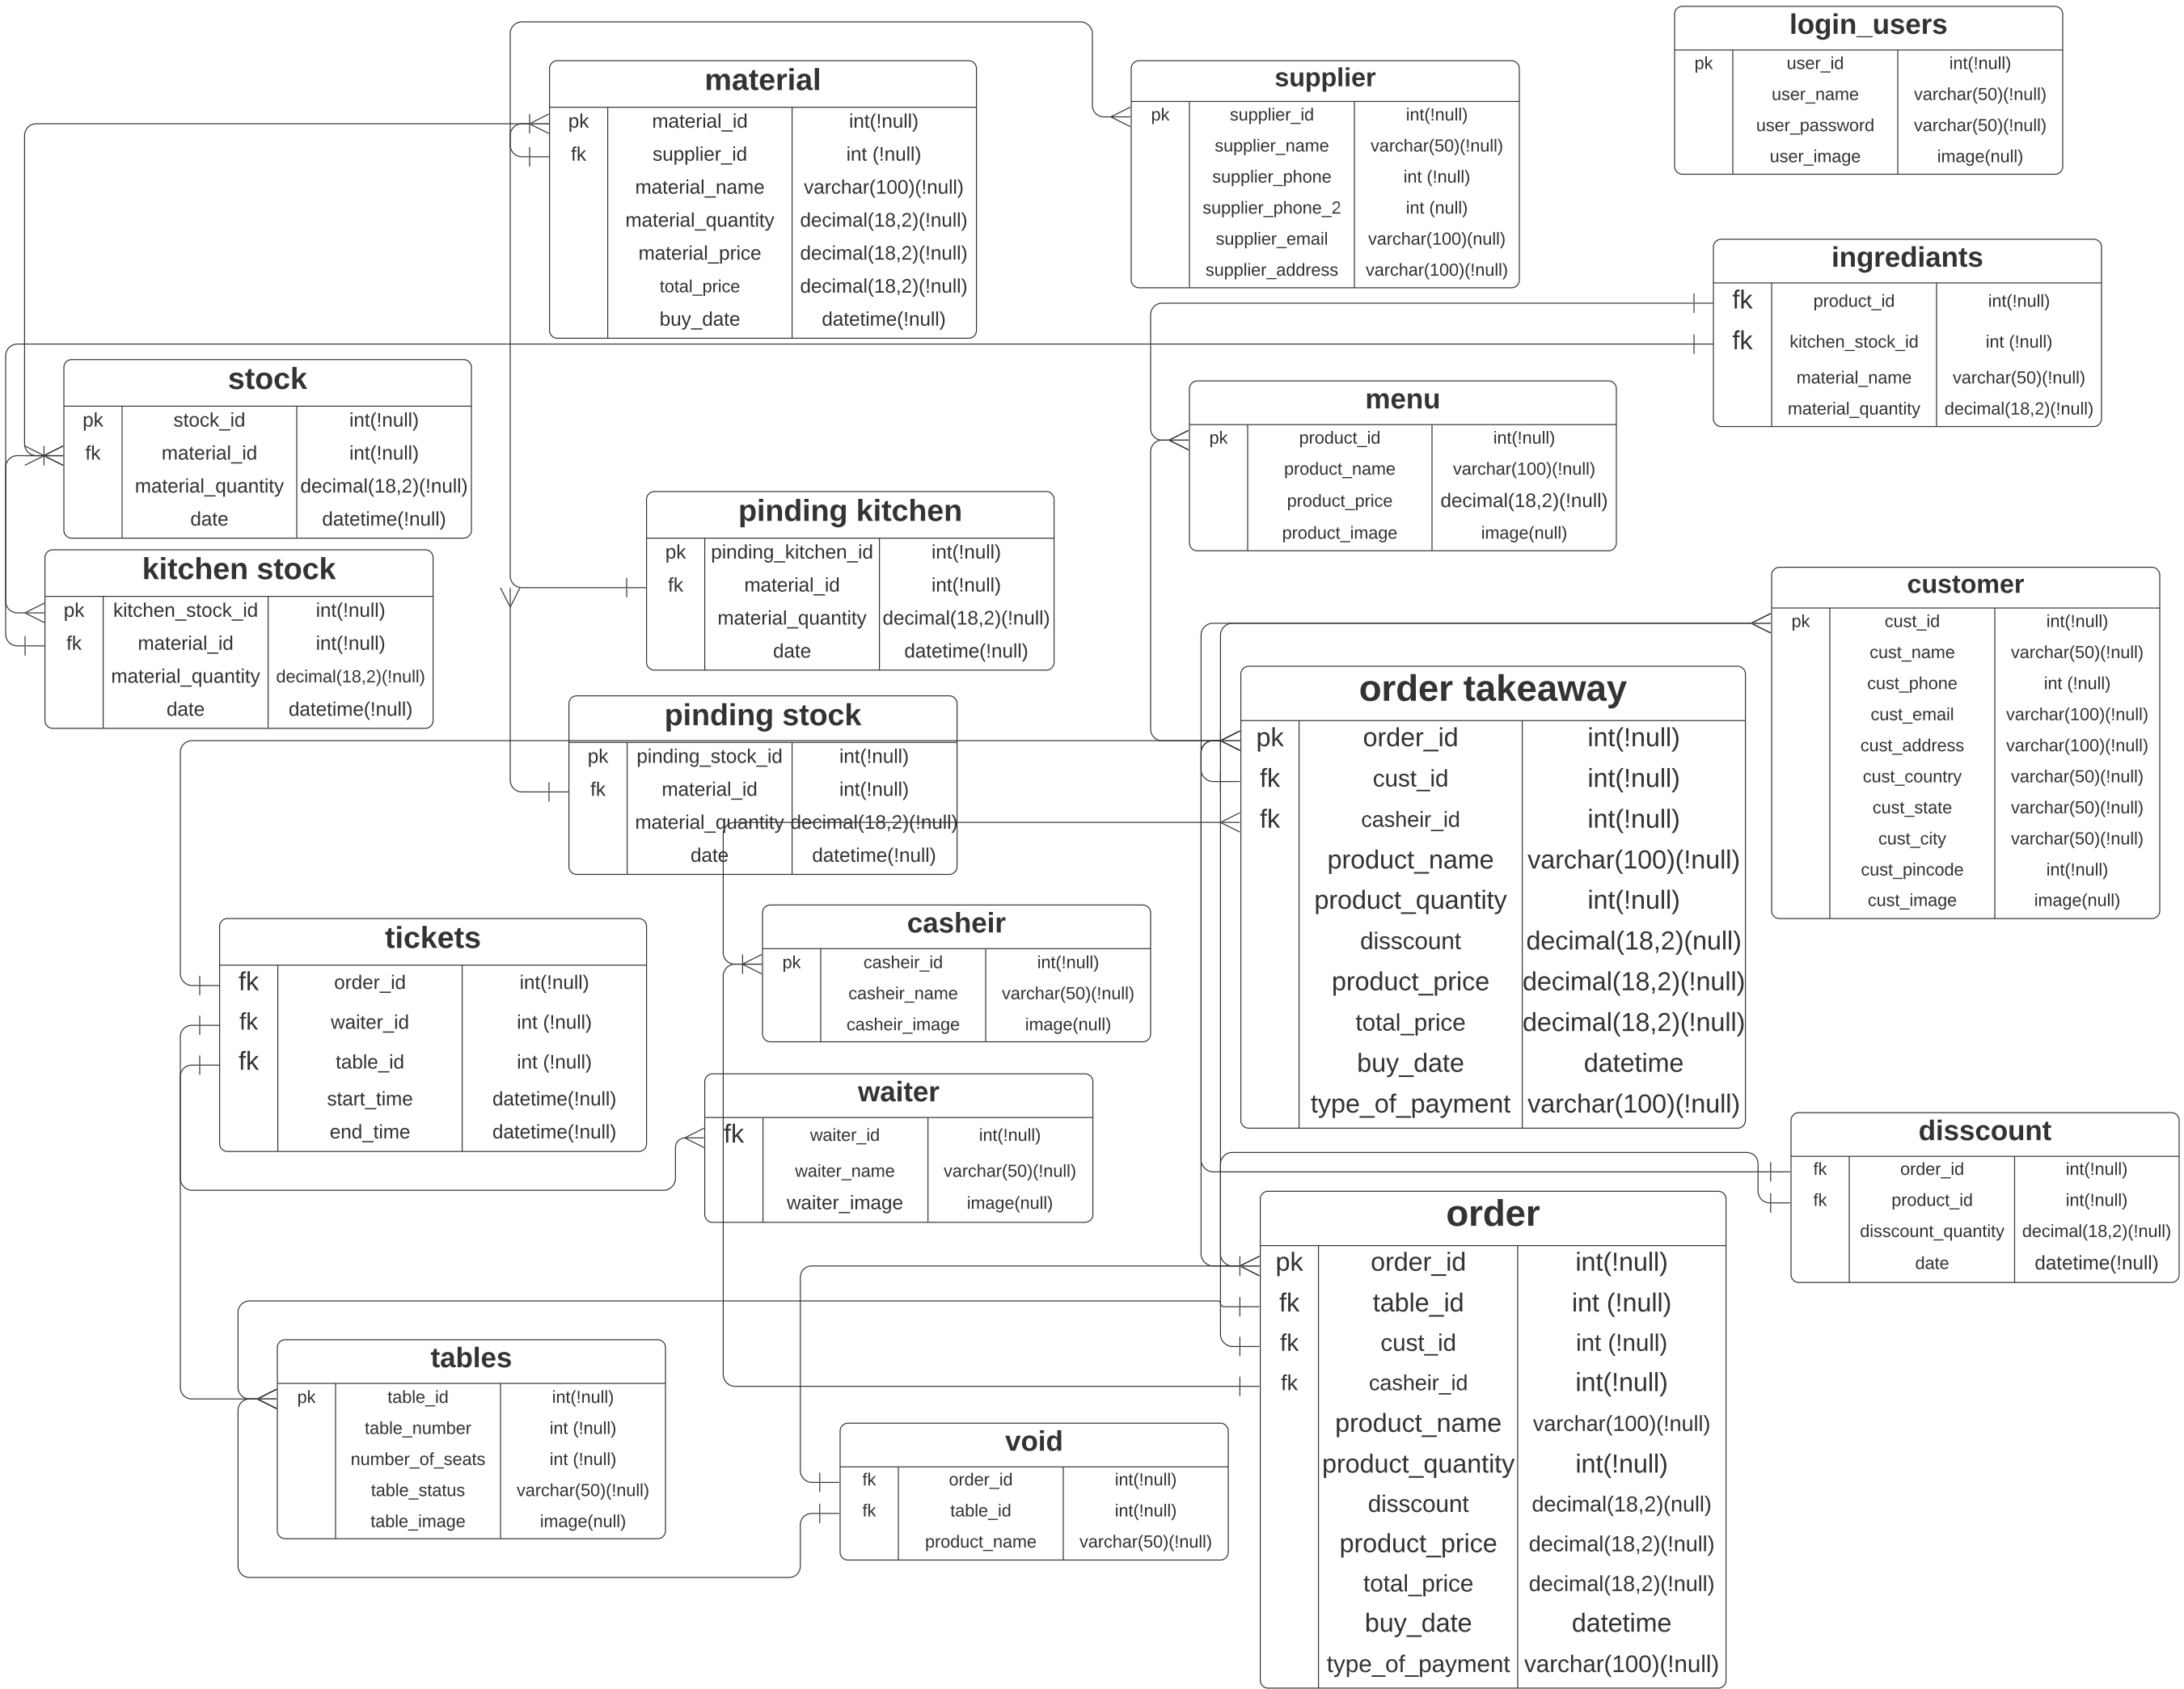 login_users
pk user_id int(!null)
user_name varchar(50)(!null)
user_password varchar(50)(!null)
user_image image(null)
material
pk material_id int(!null)
fk supplier_id int (!null)
material_name varchar(100)(!null)
material_quantity decimal(18,2)(!null)
material_price decimal(18,2)(!null)
total_price decimal(18,2)(!null)
buy_date datetime(!null)
supplier
pk supplier_id int(!null)
supplier_name varchar(50)(!null)
supplier_phone int (!null)
supplier_phone_2 int (null)
supplier_email varchar(100)(null)
supplier_address varchar(100)(!null)
ingrediants
fk product_id int(!null)
fk kitchen_stock_id int (!null)
material_name varchar(50)(!null)
material_quantity decimal(18,2)(!null)
stock
pk stock_id int(!null)
fk material_id int(!null)
material_quantity decimal(18,2)(!null)
date datetime(!null)
menu
pk product_id int(!null)
product_name varchar(100)(!null)
product_price decimal(18,2)(!null)
product_image image(null)
pinding kitchen
pk pinding_kitchen_id int(!null)
fk material_id int(!null)
material_quantity decimal(18,2)(!null)
date datetime(!null)
kitchen stock
pk kitchen_stock_id int(!null)
fk material_id int(!null)
material_quantity decimal(18,2)(!null)
date datetime(!null)
customer
pk cust_id int(!null)
cust_name varchar(50)(!null)
cust_phone int (!null)
cust_email varchar(100)(!null)
cust_address varchar(100)(!null)
cust_country varchar(50)(!null)
cust_state varchar(50)(!null)
cust_city varchar(50)(!null)
cust_pincode int(!null)
cust_image image(null)
order takeaway
pk order_id int(!null)
fk cust_id int(!null)
fk casheir_id int(!null)
product_name varchar(100)(!null)
product_quantity int(!null)
disscount decimal(18,2)(null)
product_price decimal(18,2)(!null)
total_price decimal(18,2)(!null)
buy_date datetime
type_of_payment varchar(100)(!null)
pinding stock
pk pinding_stock_id int(!null)
fk material_id int(!null)
material_quantity decimal(18,2)(!null)
date datetime(!null)
casheir
pk casheir_id int(!null)
casheir_name varchar(50)(!null)
casheir_image image(null)
tickets
fk order_id int(!null)
fk waiter_id int (!null)
fk table_id int (!null)
start_time datetime(!null)
end_time datetime(!null)
waiter
fk waiter_id int(!null)
waiter_name varchar(50)(!null)
waiter_image image(null)
disscount
fk order_id int(!null)
fk product_id int(!null)
disscount_quantity decimal(18,2)(!null)
date datetime(!null)
order
pk order_id int(!null)
fk table_id int (!null)
fk cust_id int (!null)
fk casheir_id int(!null)
product_name varchar(100)(!null)
product_quantity int(!null)
disscount decimal(18,2)(null)
product_price decimal(18,2)(!null)
total_price decimal(18,2)(!null)
buy_date datetime
type_of_payment varchar(100)(!null)
tables
pk table_id int(!null)
table_number int (!null)
number_of_seats int (!null)
table_status varchar(50)(!null)
table_image image(null)
void
fk order_id int(!null)
fk table_id int(!null)
product_name varchar(50)(!null)